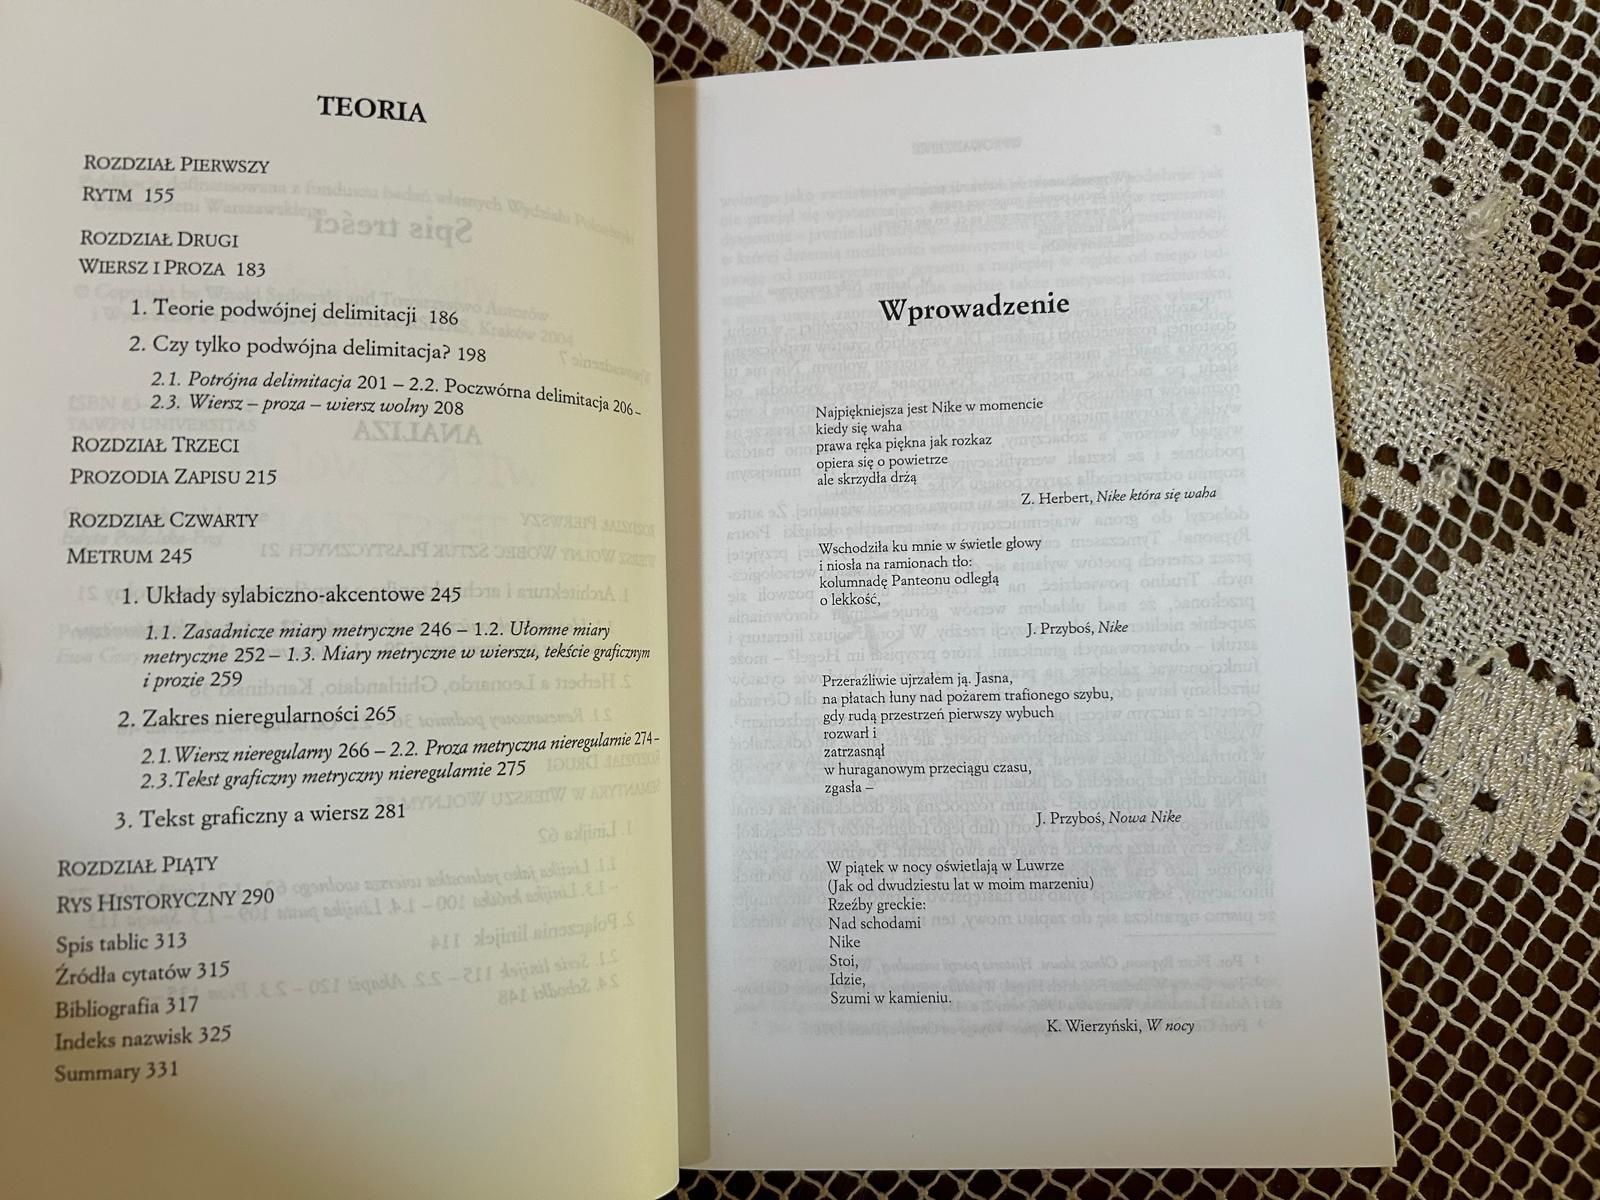 TEORIA
ROZDZIAŁ PIERWSZY
RYTM 155
ROZDZIAŁ DRUGI
WIERSZ I PROZA 183
1. Teorie podwójnej delimitacji 186
2. Czy tylko podwójna delimitacja? 198
2.1. Potrójna delimitacja 201 – 2.2. Poczwórna delimitacja 206 –
2.3. Wiersz – proza – wiersz wolny 208
ROZDZIAŁ TRZECI
PROZODIA ZAPISU 215
ROZDZIAŁ CZWARTY
METRUM 245
1. Układy sylabiczno-akcentowe 245
1.1. Zasadnicze miary metryczne 246 – 1.2. Ułomne miary
metryczne 252 – 1.3. Miary metryczne w wierszu, tekście graficznym
i prozie 259
2. Zakres nieregularności 265
2.1. Wiersz nieregularny 266 – 2.2. Proza metryczna nieregularnie 274 –
2.3. Tekst graficzny metryczny nieregularnie 275
3. Tekst graficzny a wiersz 281
ROZDZIAŁ PIĄTY
RYS HISTORYCZNY 290
Spis tablic 313
Źródła cytatów 315
Bibliografia 317
Indeks nazwisk 325
Summary 331
Wprowadzenie
Najpiękniejsza jest Nike w momencie
kiedy się waha
prawa ręka piękna jak rozkaz
opiera się o powietrze
ale skrzydła drżą
Z. Herbert, Nike która się waha
Wschodziła ku mnie w świetle głowy
i niosła na ramionach tło:
kolumnadę Panteonu odległą
o lekkość,
J. Przyboś, Nike
Przeraźliwie ujrzałem ją. Jasna,
na płatach łuny nad pożarem trafionego szybu,
gdy rudą przestrzeń pierwszy wybuch
rozwarł i
zatrzasnął
w huraganowym przeciągu czasu,
zgasła –
J. Przyboś, Nowa Nike
W piątek w nocy oświetlają w Luwrze
(Jak od dwudziestu lat w moim marzeniu)
Rzeźby greckie:
Nad schodami
Nike
Stoi,
Idzie,
Szumi w kamieniu.
K. Wierzyński, W nocy